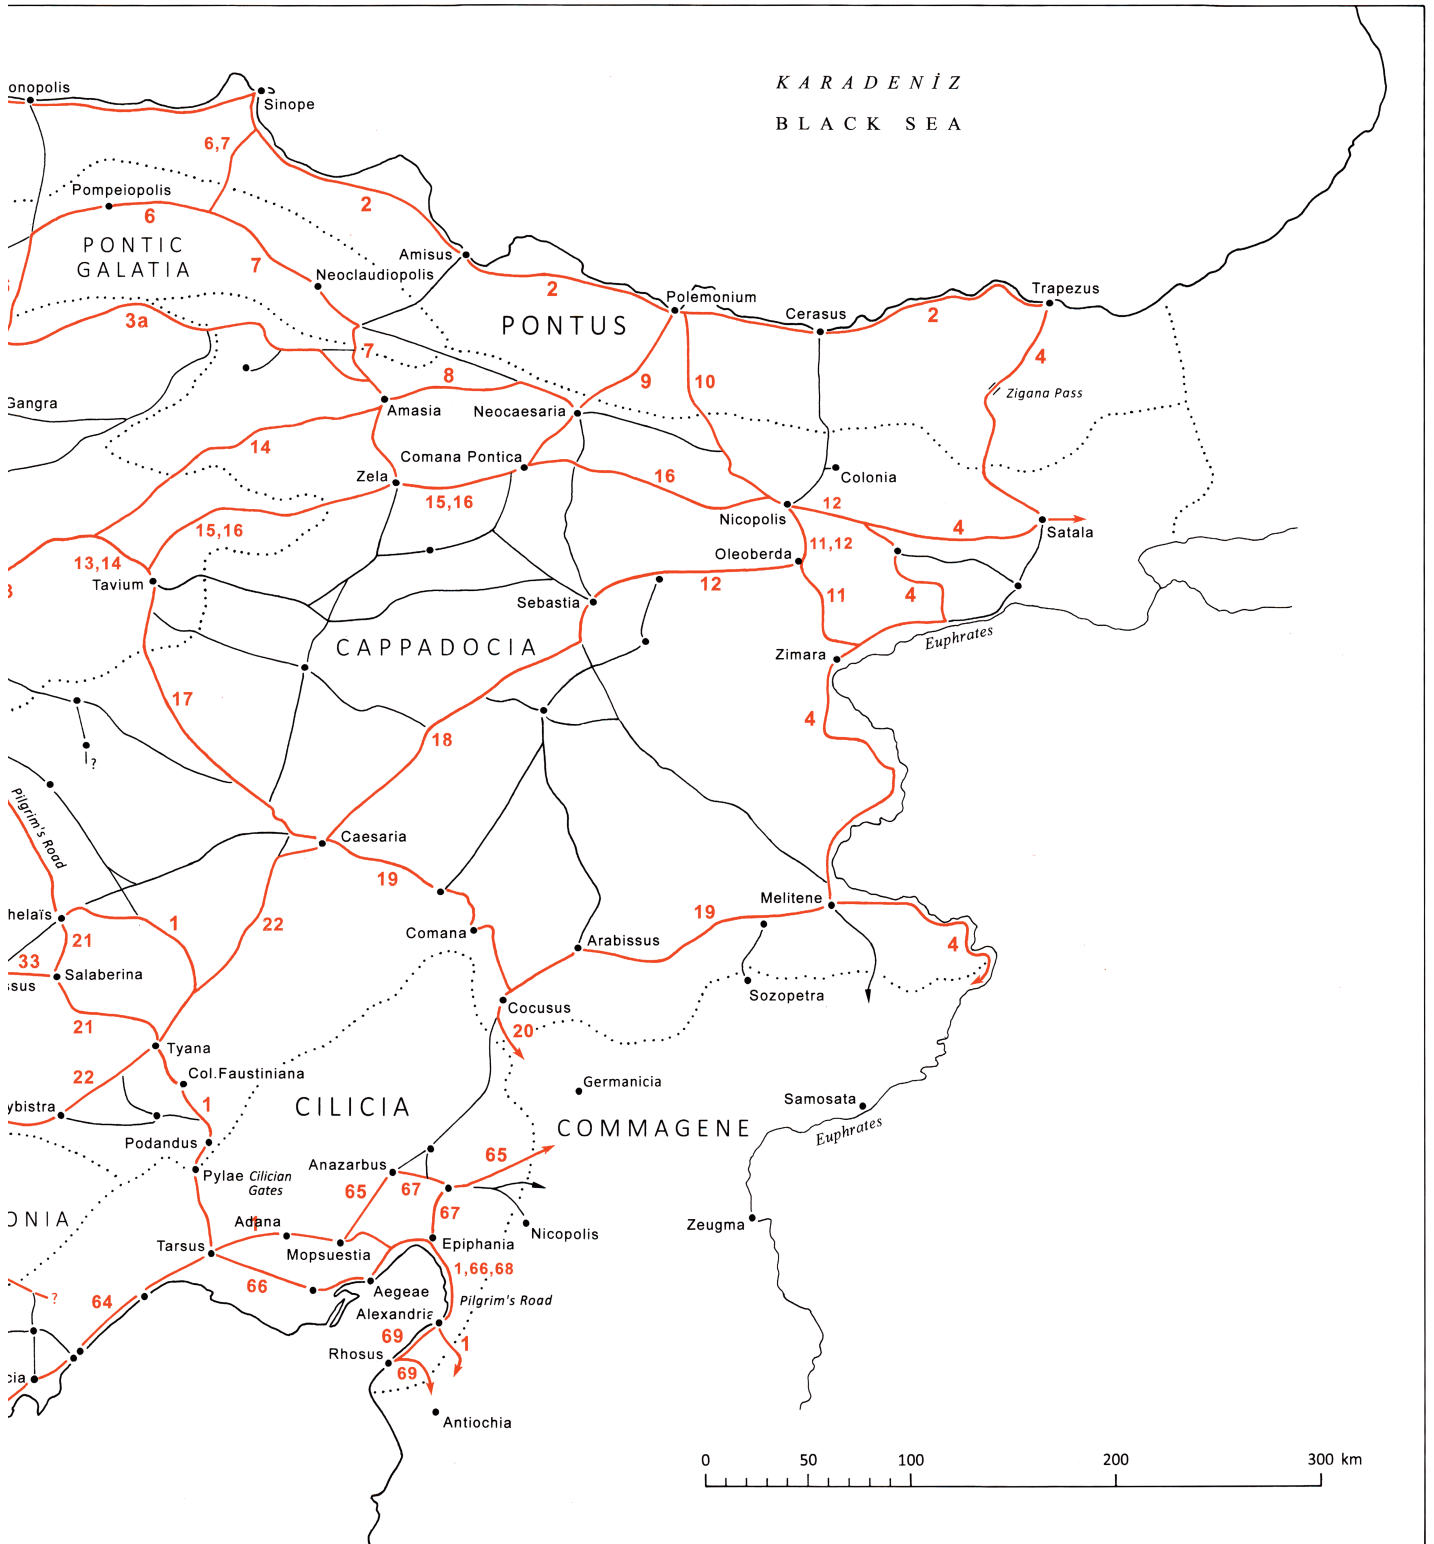 KARADENİZ
BLACK SEA
onopolis
Sinope
6,7
Pompeiopolis
6
2
PONTIC
GALATIA
7
Amisus
Neoclaudiopolis
2
Polemonium
Trapezus
3a
PONTUS
Cerasus
2
7
4
8
9
10
Zigana Pass
Gangra
Amasia
Neocaesaria
14
Comana Pontica
Zela
16
Colonia
15,16
12
15,16
Nicopolis
4
Satala
13,14
11,12
Oleoberda
Tavium
12
11
4
3
Sebastia
CAPPADOCIA
Euphrates
Zimara
17
4
18
?
Pilgrim's Road
Caesaria
19
Melitene
helaïs
1
22
19
21
Comana
Arabissus
4
33
Salaberina
ssus
Sozopetra
Cocusus
21
20
Tyana
22
Col.Faustiniana
Germanicia
ybistra
1
CILICIA
Samosata
COMMAGENE
Euphrates
Podandus
65
Anazarbus
Pylae
Cilician
Gates
65
67
ONIA
67
Adana
1
Zeugma
Nicopolis
Tarsus
Mopsuestia
Epiphania
1,66,68
66
Aegeae
?
64
Pilgrim's Road
Alexandria
69
1
Rhosus
69
cia
Antiochia
0 50 100 200 300 km